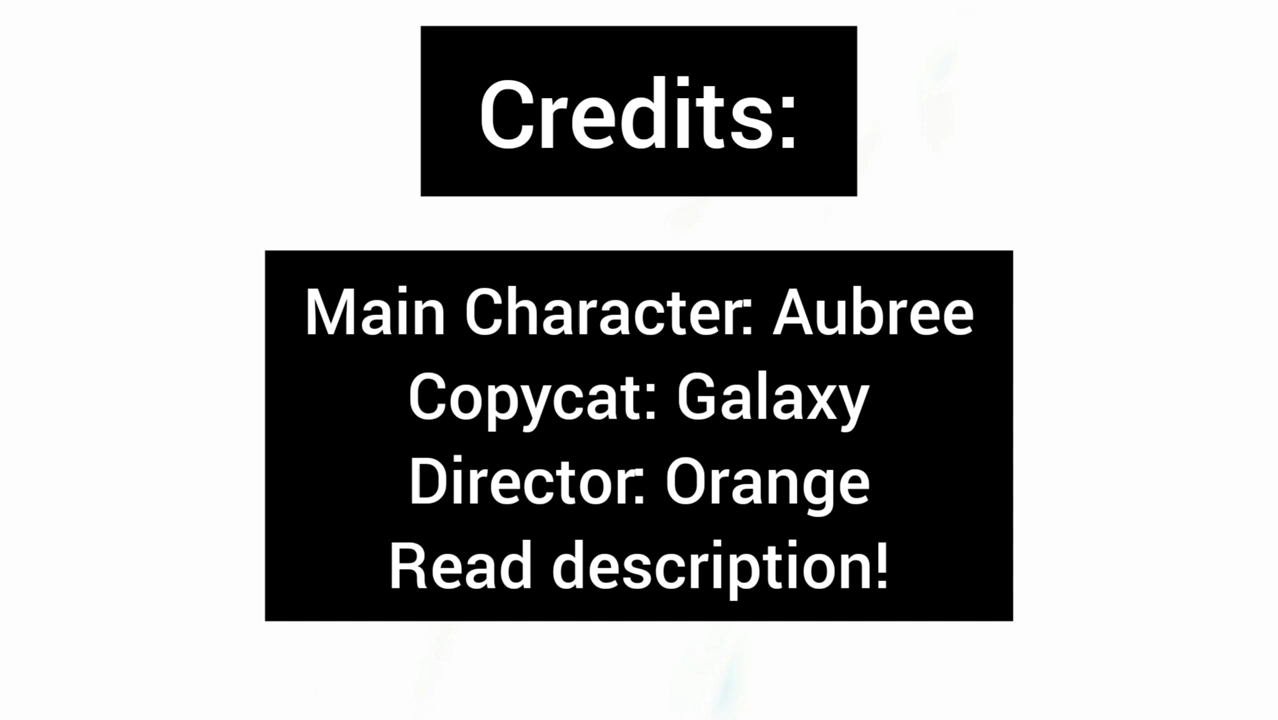 Credits:
Main Character: Aubree
Copycat: Galaxy
Director: Orange
Read description!